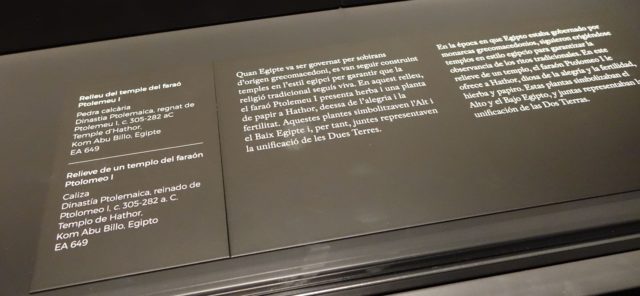 Relleu del temple del faraó
Ptolemeu I
Pedra calcària
Dinastia Ptolemaica, regnat de
Ptolemeu I, c. 305-282 aC
Temple d'Hathor,
Kom Abu Billo, Egipte
EA 649
Relieve de un templo del faraón
Ptolomeo I
Caliza
Dinastía Ptolemaica, reinado de
Ptolomeo I, c. 305-282 a. C.
Templo de Hathor,
Kom Abu Billo, Egipto
EA 649
Quan Egipte va ser governat per sobirans
d'origen grecomacedoni, es van seguir construint
temples en l'estil egipci per garantir que la
religió tradicional seguís viva. En aquest relleu,
el faraó Ptolemeu I presenta herba i una planta
de papir a Hathor, deessa de l'alegria i la
fertilitat. Aquestes plantes simbolitzaven l'Alt i
el Baix Egipte i, per tant, juntes representaven
la unificació de les Dues Terres.
En la época en que Egipto estaba gobernado por
monarcas grecomacedonios, siguieron erigiéndose
templos en estilo egipcio para garantizar la
observancia de los ritos tradicionales. En este
relieve de un templo, el faraón Ptolomeo I le
ofrece a Hathor, diosa de la alegría y la fertilidad,
hierba y papiro. Estas plantas simbolizaban el
Alto y el Bajo Egipto, y juntas representaban la
unificación de las Dos Tierras.